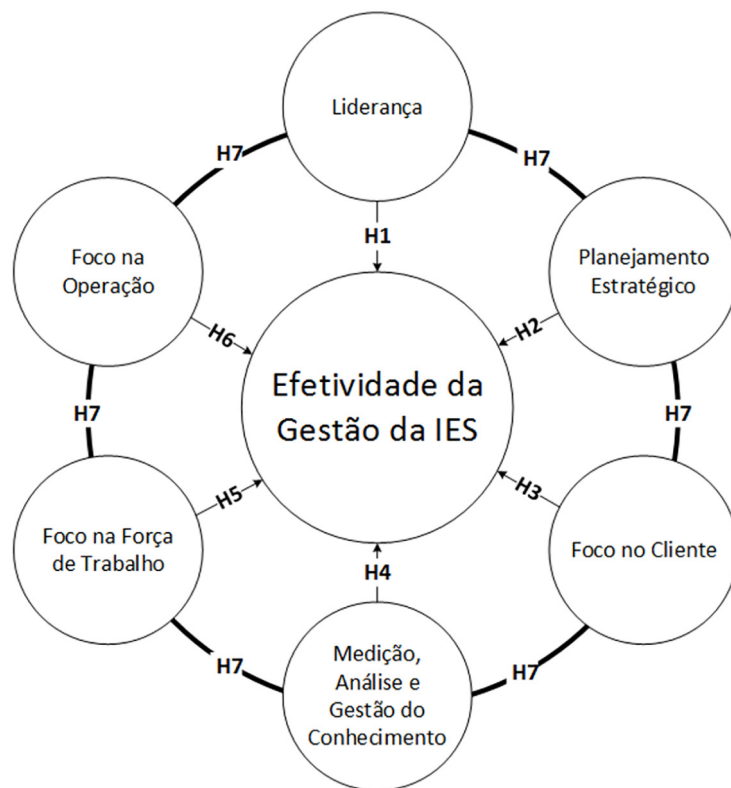 Liderança
H7
H7
H1
Foco na
Operação
Planejamento
Estratégico
H6
H2
Efetividade da
Gestão da IES
H7
H7
H5
H3
Foco na Força
de Trabalho
Foco no Cliente
H4
Medição,
Análise e
Gestão do
Conhecimento
H7
H7